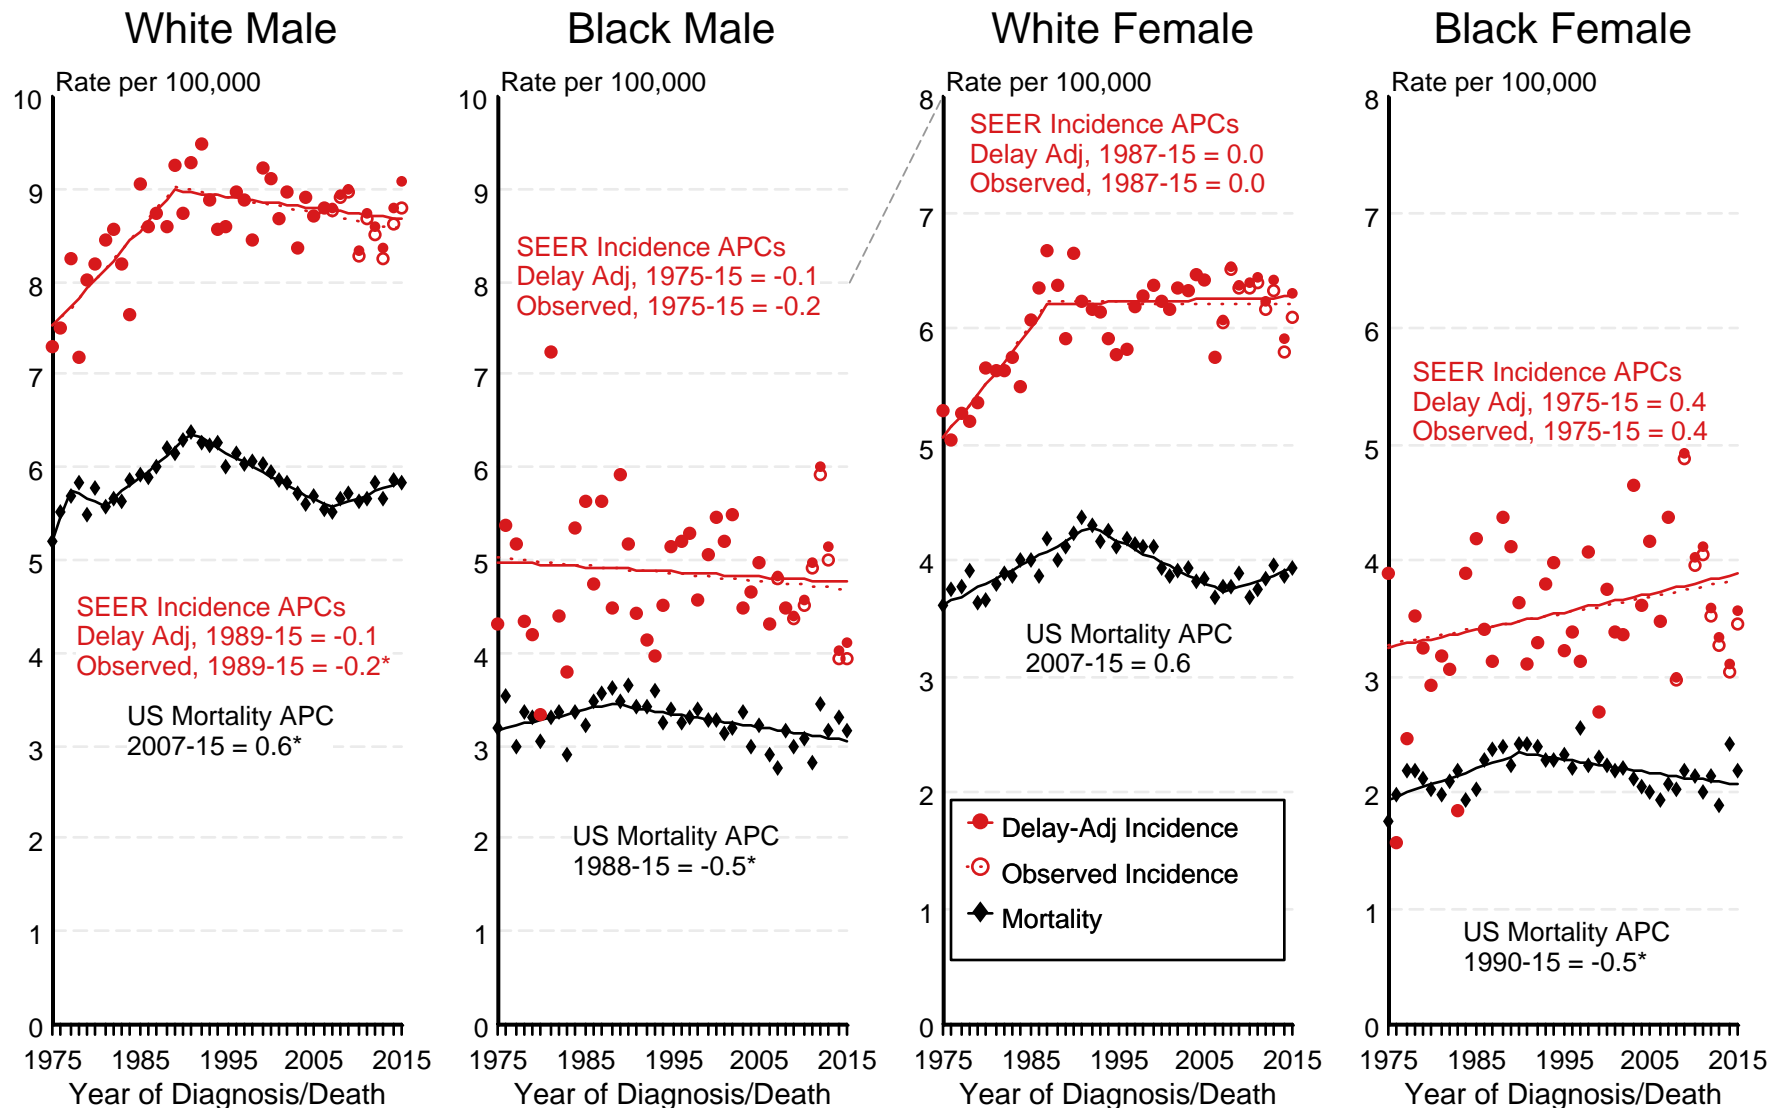 White Male
Rate per 100,000
10
9
8
7
6
5
4
3
2
1
0
SEER Incidence APCs
Delay Adj, 1989-15 = -0.1
Observed, 1989-15 = -0.2*
US Mortality APC
2007-15 = 0.6*
1975 1985 1995 2005 2015
Year of Diagnosis/Death
Black Male
Rate per 100,000
10
9
8
7
6
5
4
3
2
1
0
SEER Incidence APCs
Delay Adj, 1975-15 = -0.1
Observed, 1975-15 = -0.2
US Mortality APC
1988-15 = -0.5*
1975 1985 1995 2005 2015
Year of Diagnosis/Death
White Female
Rate per 100,000
8
7
6
5
4
3
2
1
0
SEER Incidence APCs
Delay Adj, 1987-15 = 0.0
Observed, 1987-15 = 0.0
US Mortality APC
2007-15 = 0.6
Delay-Adj Incidence
Observed Incidence
Mortality
1975 1985 1995 2005 2015
Year of Diagnosis/Death
Black Female
Rate per 100,000
8
7
6
5
4
3
2
1
0
SEER Incidence APCs
Delay Adj, 1975-15 = 0.4
Observed, 1975-15 = 0.4
US Mortality APC
1990-15 = -0.5*
1975 1985 1995 2005 2015
Year of Diagnosis/Death